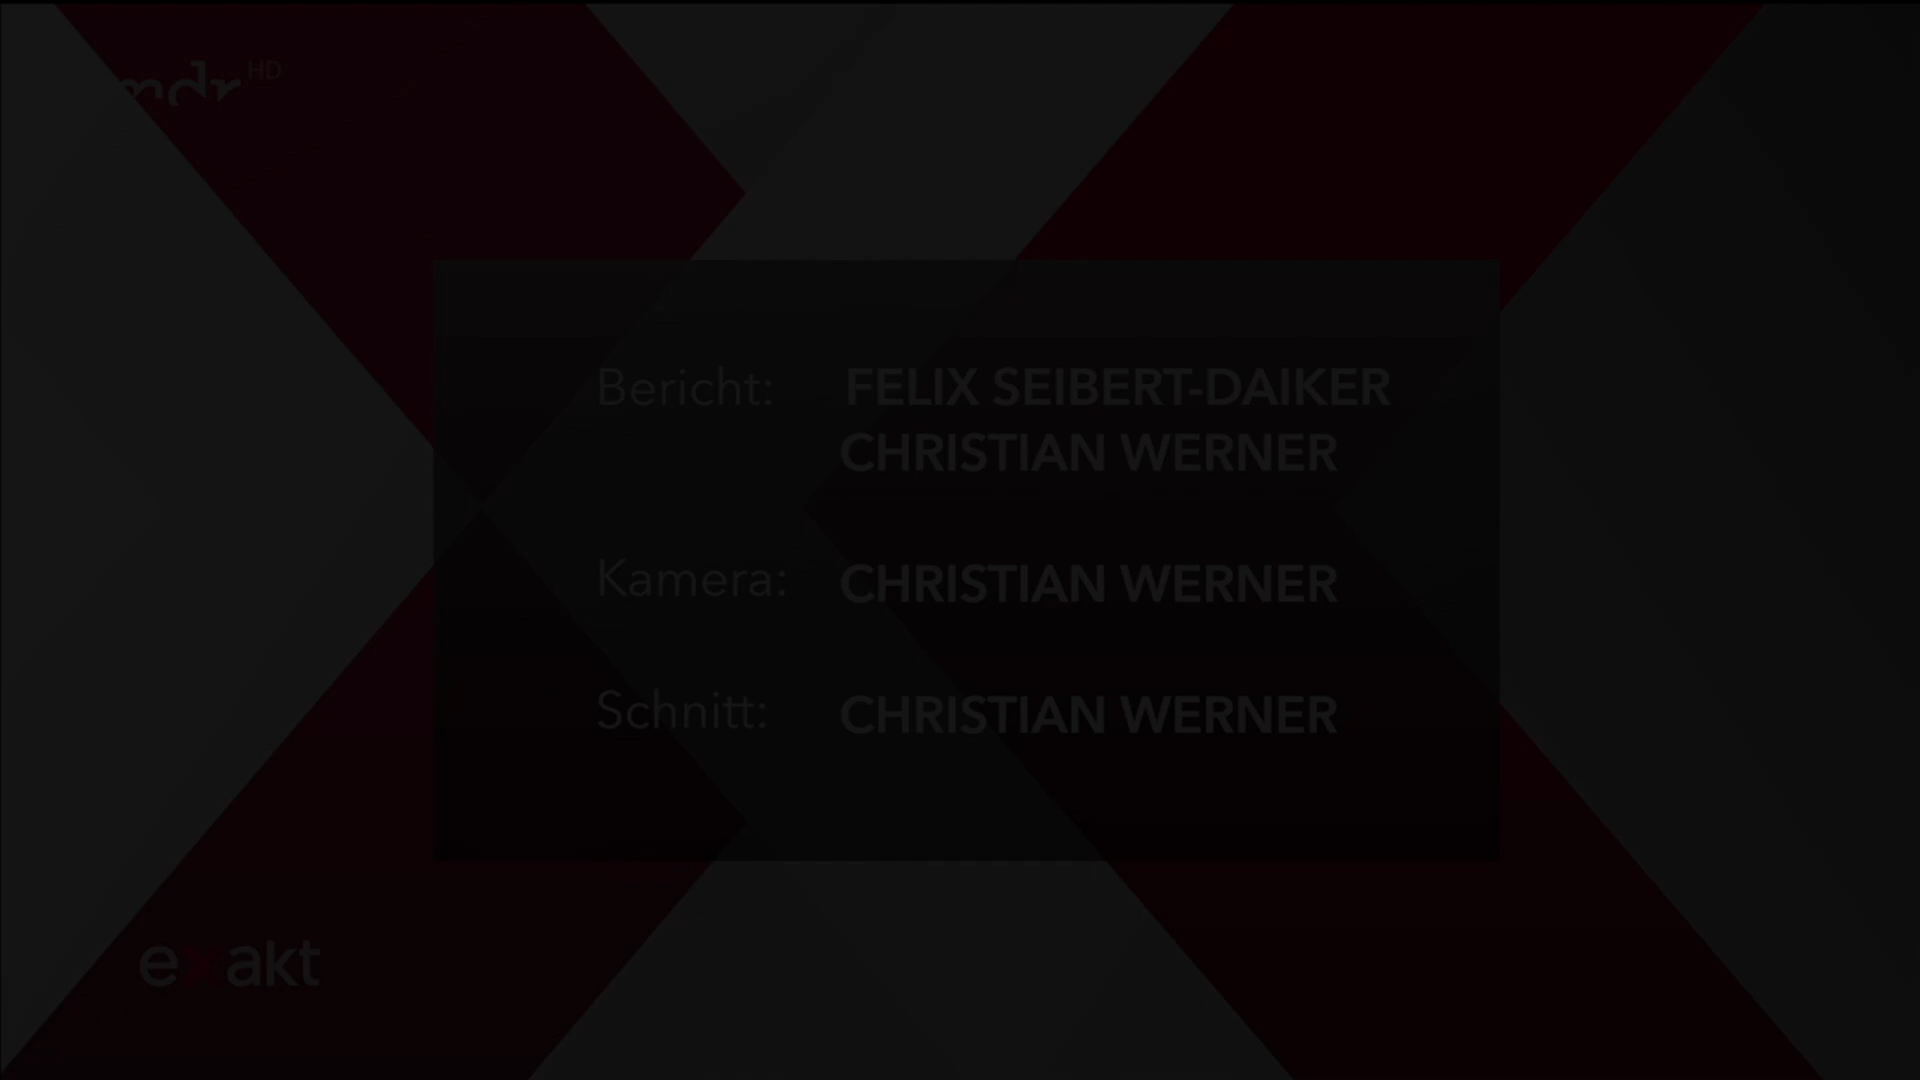 mdr HD
Bericht: FELIX SEIBERT-DAIKER
CHRISTIAN WERNER
Kamera: CHRISTIAN WERNER
Schnitt: CHRISTIAN WERNER
exakt